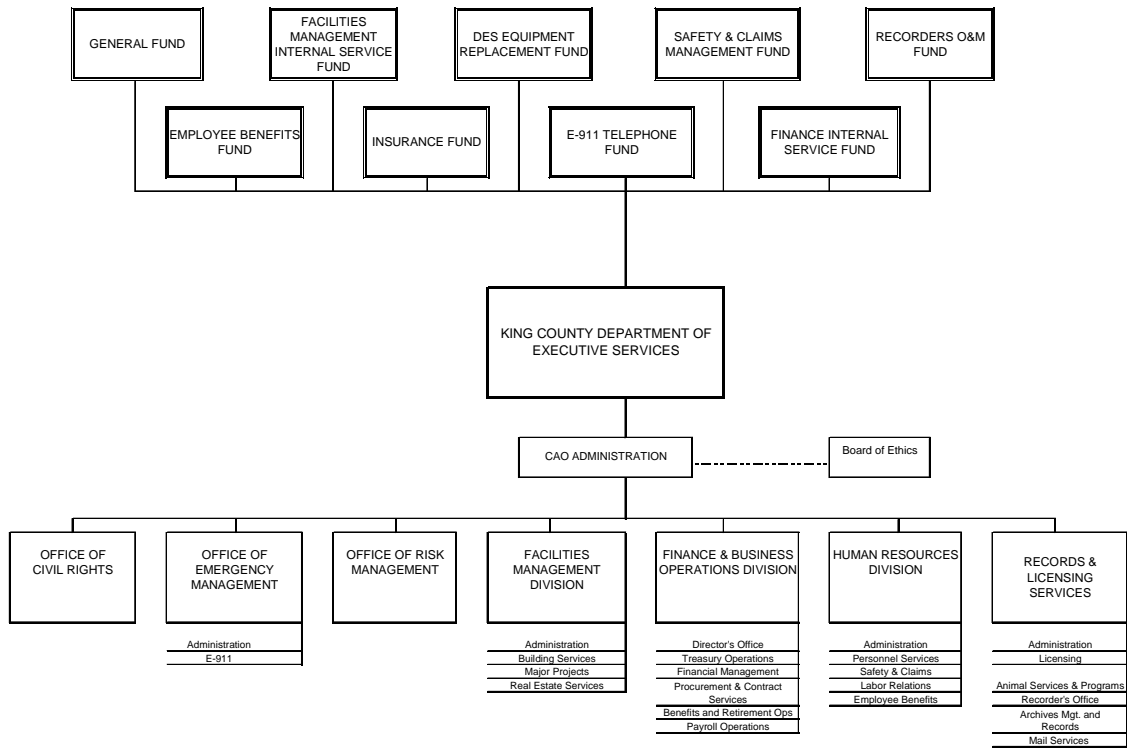 GENERAL FUND
FACILITIES
MANAGEMENT
INTERNAL SERVICE
FUND
DES EQUIPMENT
REPLACEMENT FUND
SAFETY & CLAIMS
MANAGEMENT FUND
RECORDERS O&M
FUND
EMPLOYEE BENEFITS
FUND
INSURANCE FUND
E-911 TELEPHONE
FUND
FINANCE INTERNAL
SERVICE FUND
KING COUNTY DEPARTMENT OF
EXECUTIVE SERVICES
CAO ADMINISTRATION
Board of Ethics
OFFICE OF
CIVIL RIGHTS
OFFICE OF
EMERGENCY
MANAGEMENT
Administration
E-911
OFFICE OF RISK
MANAGEMENT
FACILITIES
MANAGEMENT
DIVISION
Administration
Building Services
Major Projects
Real Estate Services
FINANCE & BUSINESS
OPERATIONS DIVISION
Director's Office
Treasury Operations
Financial Management
Procurement & Contract
Services
Benefits and Retirement Ops
Payroll Operations
HUMAN RESOURCES
DIVISION
Administration
Personnel Services
Safety & Claims
Labor Relations
Employee Benefits
RECORDS &
LICENSING
SERVICES
Administration
Licensing
Animal Services & Programs
Recorder's Office
Archives Mgt. and
Records
Mail Services